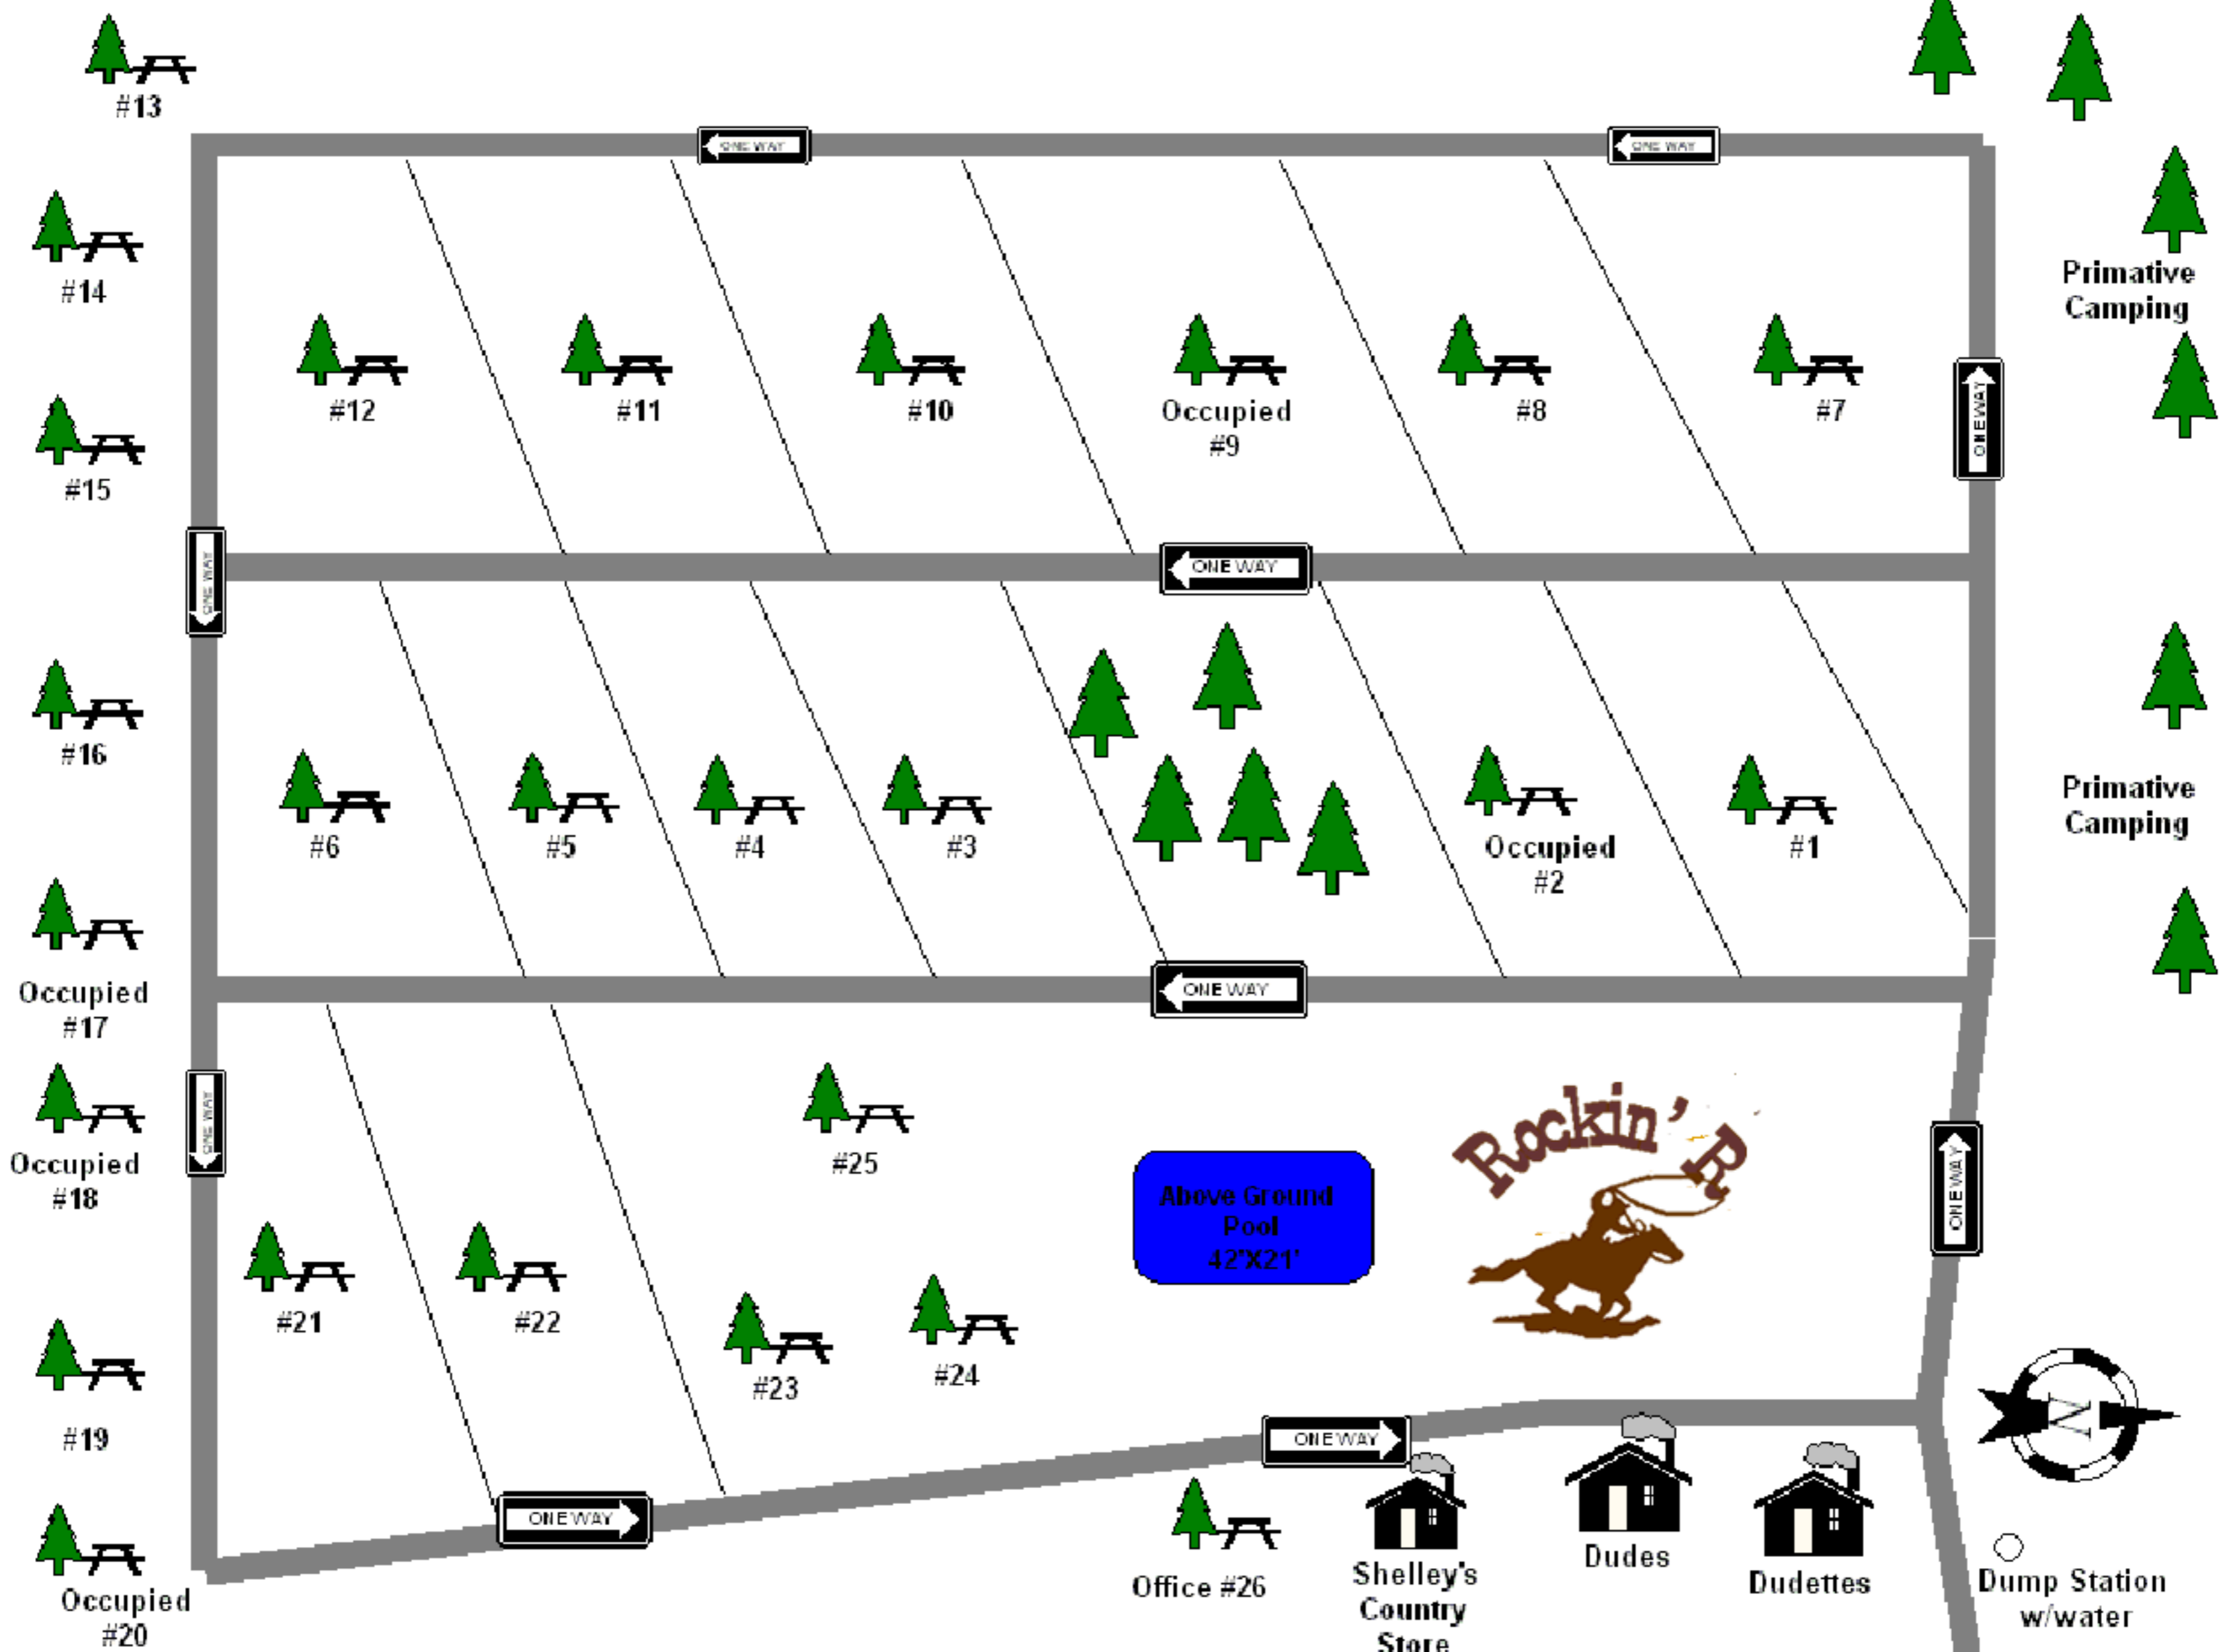 #13
ONE WAY
ONE WAY
#14
Primative
Camping
#12
#11
#10
Occupied
#9
#8
#7
ONE WAY
#15
ONE WAY
ONE WAY
#16
#6
#5
#4
#3
Occupied
#2
#1
Primative
Camping
Occupied
#17
ONE WAY
Occupied
#18
ONE WAY
#25
Above Ground
Pool
42'X21'
Rockin' R
ONE WAY
#21
#22
#23
#24
#19
ONE WAY
N
ONE WAY
Occupied
#20
Office #26
Shelley's
Country
Store
Dudes
Dudettes
Dump Station
w/water